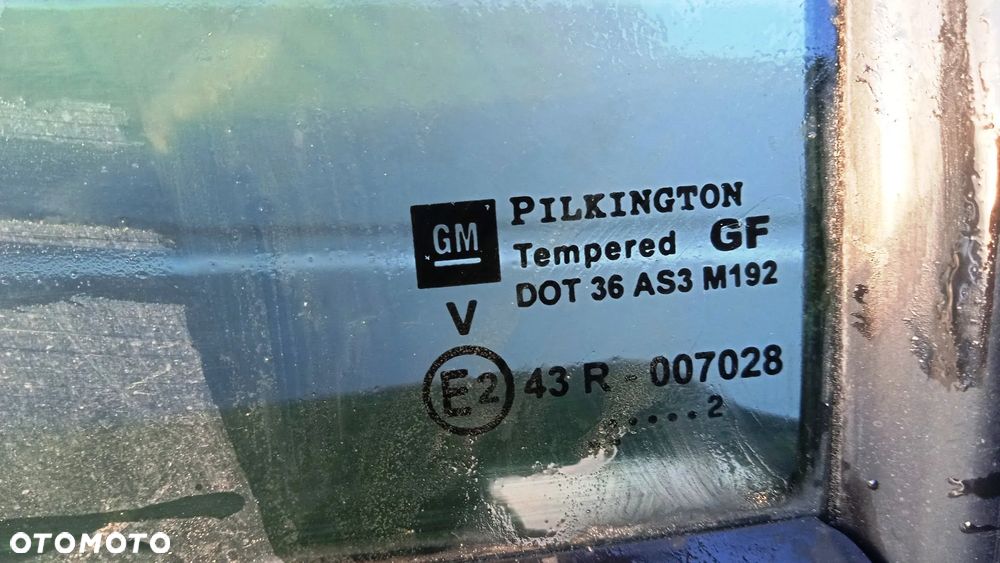 PILKINGTON
GM
Tempered GF
DOT 36 AS3 M192
V
E2 43 R - 007028
.......2
OTOMOTO